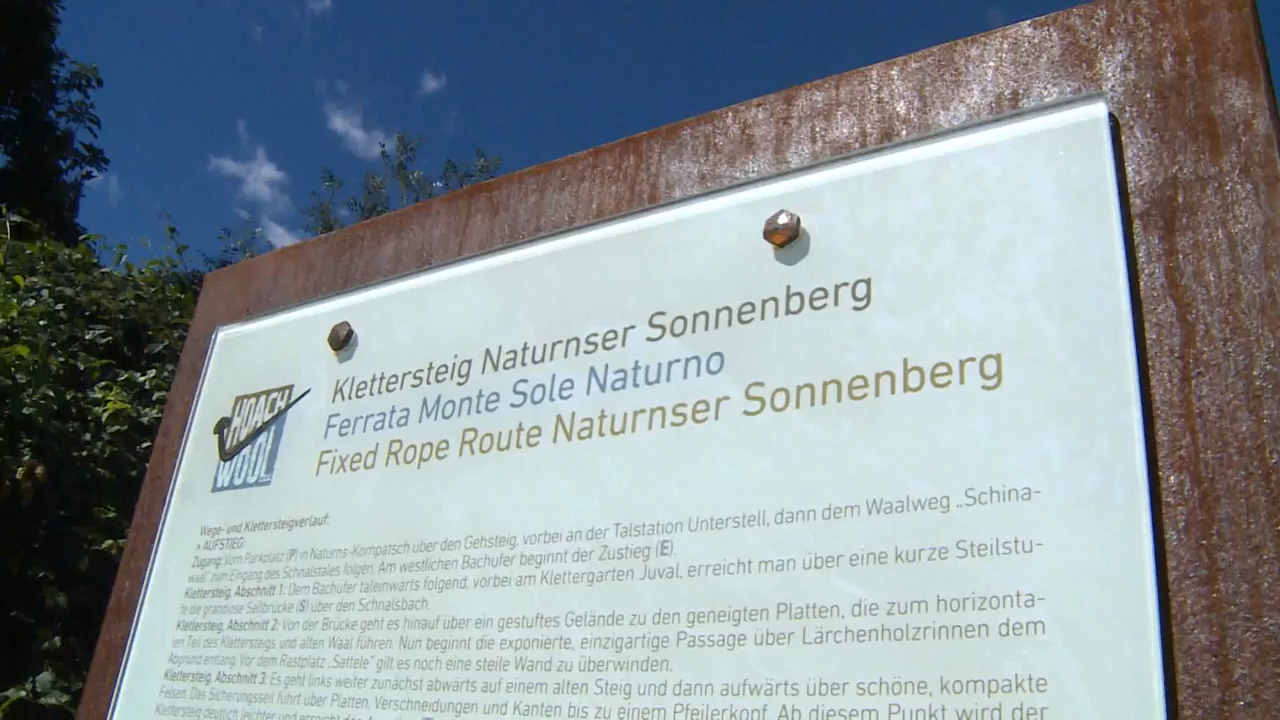 HOACH
WOOL
Klettersteig Naturnser Sonnenberg
Ferrata Monte Sole Naturno
Fixed Rope Route Naturnser Sonnenberg
Wege- und Klettersteigverlauf:
> AUFSTIEG:
Zugang: Vom Parkplatz (P) in Naturns-Kompatsch über den Gehsteig, vorbei an der Talstation Unterstell, dann dem Waalweg „Schina-
waal" zum Eingang des Schnalstales folgen. Am westlichen Bachufer beginnt der Zustieg (E).
Klettersteig, Abschnitt 1: Dem Bachufer taleinwärts folgend, vorbei am Klettergarten Juval, erreicht man über eine kurze Steilstu-
fe die grandiose Seilbrücke (S) über den Schnalsbach.
Klettersteig, Abschnitt 2: Von der Brücke geht es hinauf über ein gestuftes Gelände zu den geneigten Platten, die zum horizonta-
len Teil des Klettersteigs und alten Waal führen. Nun beginnt die exponierte, einzigartige Passage über Lärchenholzrinnen dem
Abgrund entlang. Vor dem Rastplatz „Sattele" gilt es noch eine steile Wand zu überwinden.
Klettersteig, Abschnitt 3: Es geht links weiter zunächst abwärts auf einem alten Steig und dann aufwärts über schöne, kompakte
Felsen. Das Sicherungsseil führt über Platten, Verschneidungen und Kanten bis zu einem Pfeilerkopf. Ab diesem Punkt wird der
Klettersteig deutlich leichter und erreicht